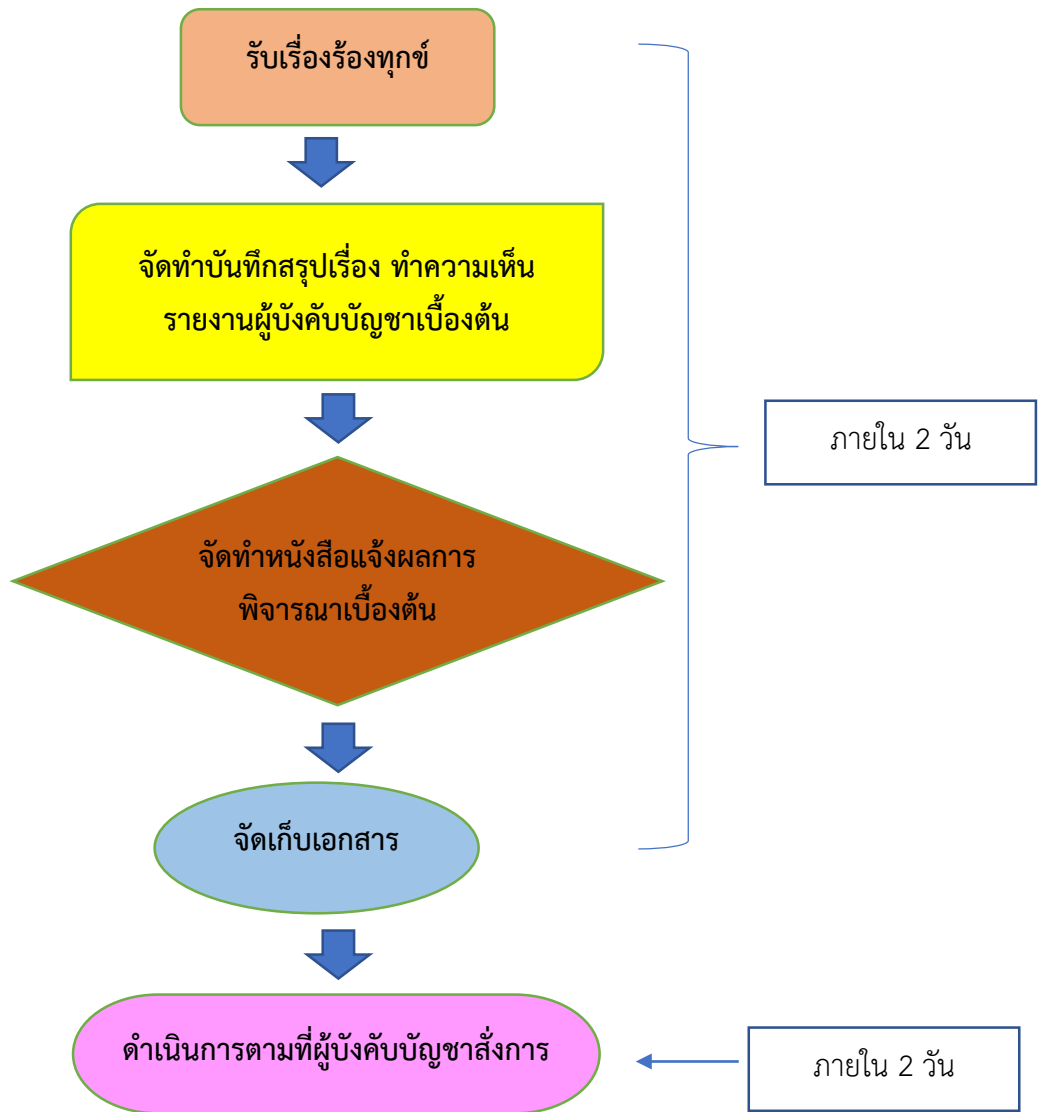 รับเรื่องร้องทุกข์
จัดทำบันทึกสรุปเรื่อง ทำความเห็น
รายงานผู้บังคับบัญชาเบื้องต้น
ภายใน 2 วัน
จัดทำหนังสือแจ้งผลการ
พิจารณาเบื้องต้น
จัดเก็บเอกสาร
ดำเนินการตามที่ผู้บังคับบัญชาสั่งการ
ภายใน 2 วัน